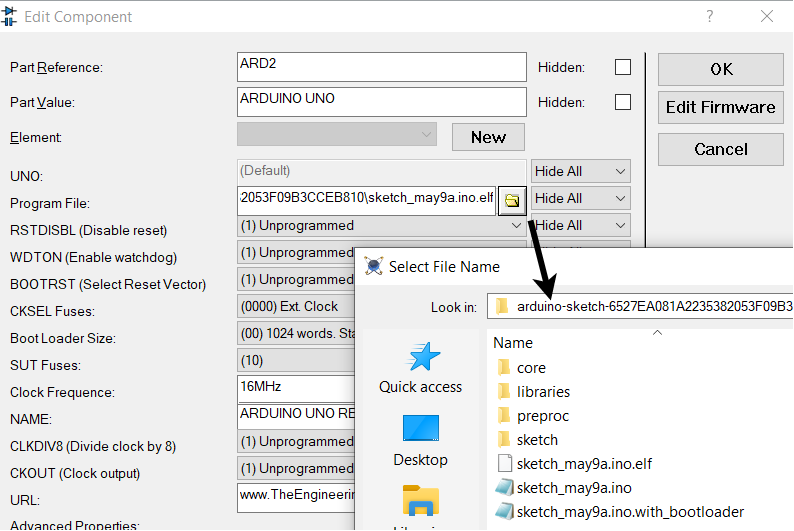 Edit Component
Part Reference: ARD2 Hidden: OK
Part Value: ARDUINO UNO Hidden: Edit Firmware
Element: New Cancel
UNO: (Default) Hide All
Program File: 2053F09B3CCEB810\sketch_may9a.ino.elf Hide All
RSTDISBL (Disable reset) (1) Unprogrammed Hide All
WDTON (Enable watchdog) (1) Unprogrammed
BOOTRST (Select Reset Vector) (1) Unprogrammed
CKSEL Fuses: (0000) Ext. Clock
Boot Loader Size: (00) 1024 words. Sta
SUT Fuses: (10)
Clock Frequence: 16MHz
NAME: ARDUINO UNO RE
CLKDIV8 (Divide clock by 8) (1) Unprogrammed
CKOUT (Clock output) (1) Unprogrammed
URL: www.TheEngineerin
Advanced Properties:
Select File Name
Look in: arduino-sketch-6527EA081A2235382053F09B3
Quick access
Desktop
Name
core
libraries
preproc
sketch
sketch_may9a.ino.elf
sketch_may9a.ino
sketch_may9a.ino.with_bootloader